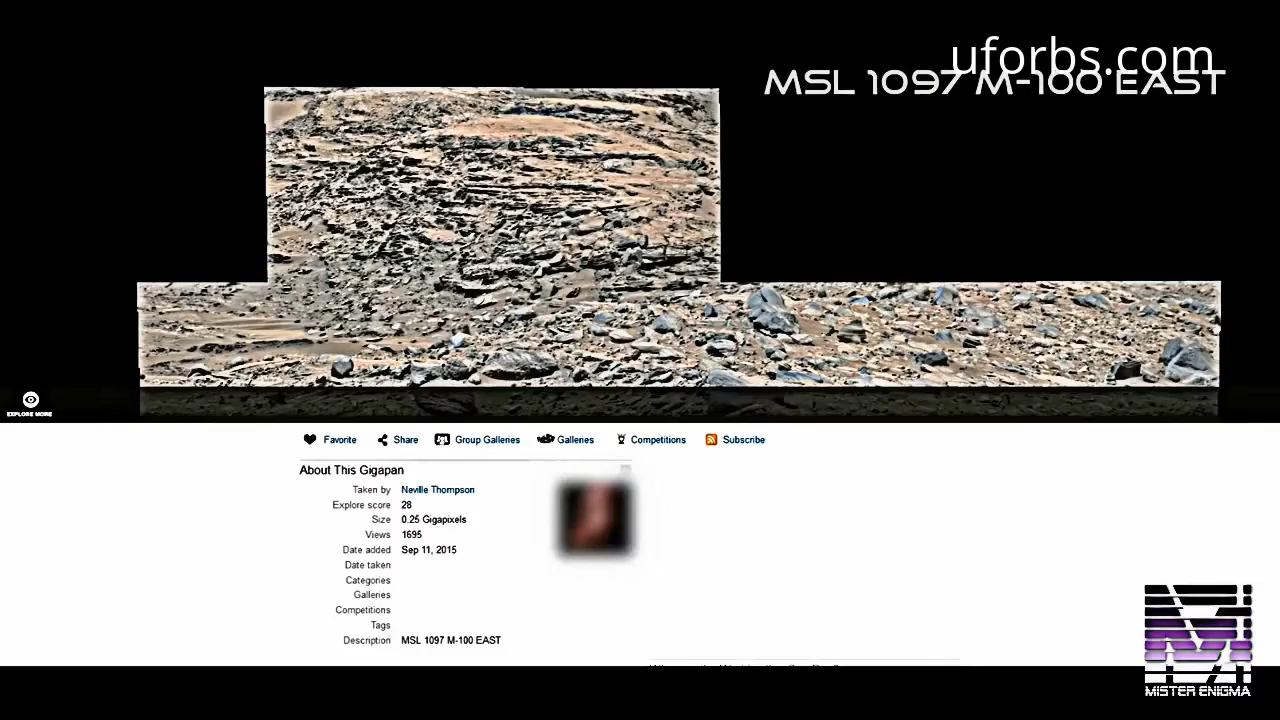 uforbs.com
MSL 1097 M-100 EAST
EXPLORE MORE
Favorite Share Group Galleries Galleries Competitions Subscribe
About This Gigapan
Taken by Neville Thompson
Explore score 28
Size 0.25 Gigapixels
Views 1695
Date added Sep 11, 2015
Date taken
Categories
Galleries
Competitions
Tags
Description MSL 1097 M-100 EAST
MISTER ENIGMA